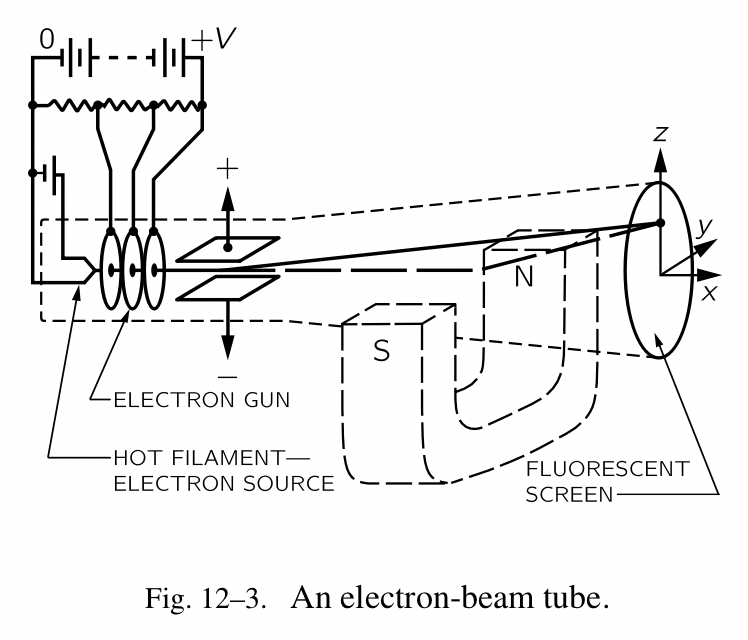 0
+V
+
z
y
x
N
S
−
ELECTRON GUN
HOT FILAMENT—
ELECTRON SOURCE
FLUORESCENT
SCREEN
Fig. 12–3. An electron-beam tube.